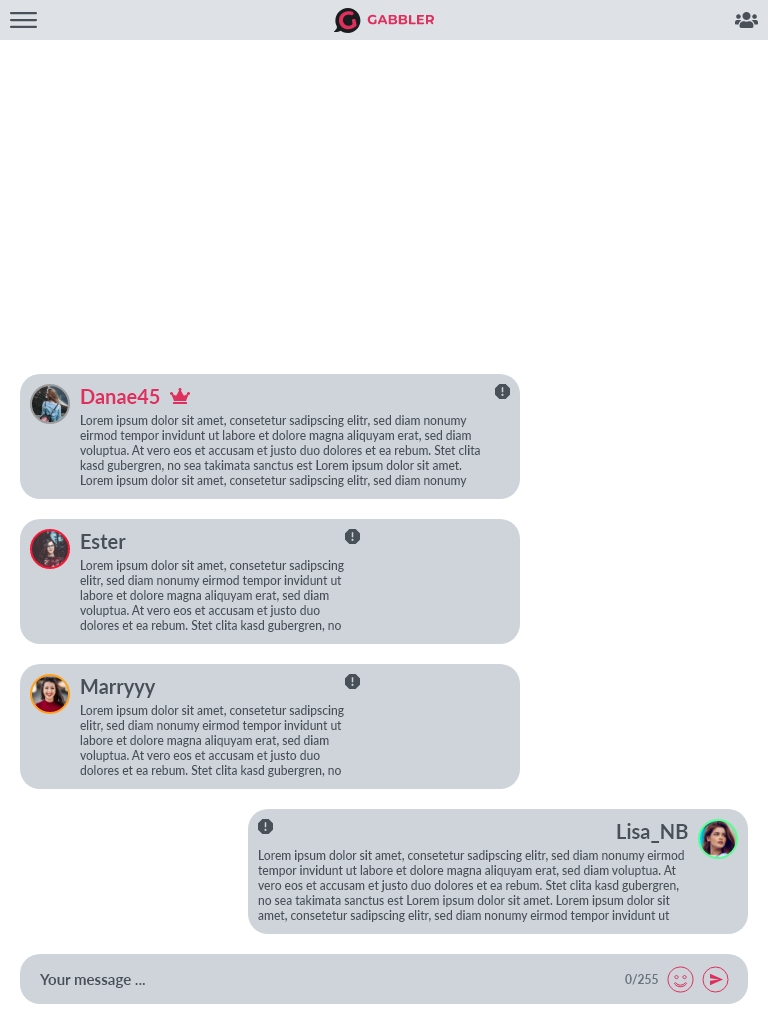 GABBLER
Danae45
Lorem ipsum dolor sit amet, consetetur sadipscing elitr, sed diam nonumy
eirmod tempor invidunt ut labore et dolore magna aliquyam erat, sed diam
voluptua. At vero eos et accusam et justo duo dolores et ea rebum. Stet clita
kasd gubergren, no sea takimata sanctus est Lorem ipsum dolor sit amet.
Lorem ipsum dolor sit amet, consetetur sadipscing elitr, sed diam nonumy
Ester
Lorem ipsum dolor sit amet, consetetur sadipscing
elitr, sed diam nonumy eirmod tempor invidunt ut
labore et dolore magna aliquyam erat, sed diam
voluptua. At vero eos et accusam et justo duo
dolores et ea rebum. Stet clita kasd gubergren, no
Marryyy
Lorem ipsum dolor sit amet, consetetur sadipscing
elitr, sed diam nonumy eirmod tempor invidunt ut
labore et dolore magna aliquyam erat, sed diam
voluptua. At vero eos et accusam et justo duo
dolores et ea rebum. Stet clita kasd gubergren, no
Lisa_NB
Lorem ipsum dolor sit amet, consetetur sadipscing elitr, sed diam nonumy eirmod
tempor invidunt ut labore et dolore magna aliquyam erat, sed diam voluptua. At
vero eos et accusam et justo duo dolores et ea rebum. Stet clita kasd gubergren,
no sea takimata sanctus est Lorem ipsum dolor sit amet. Lorem ipsum dolor sit
amet, consetetur sadipscing elitr, sed diam nonumy eirmod tempor invidunt ut
Your message ... 0/255